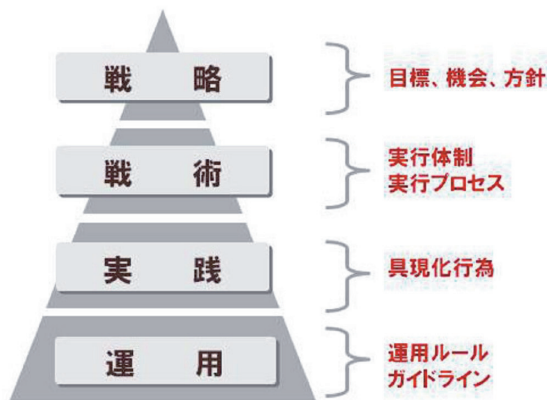 戦略
目標、機会、方針
戦術
実行体制
実行プロセス
実践
具現化行為
運用
運用ルール
ガイドライン